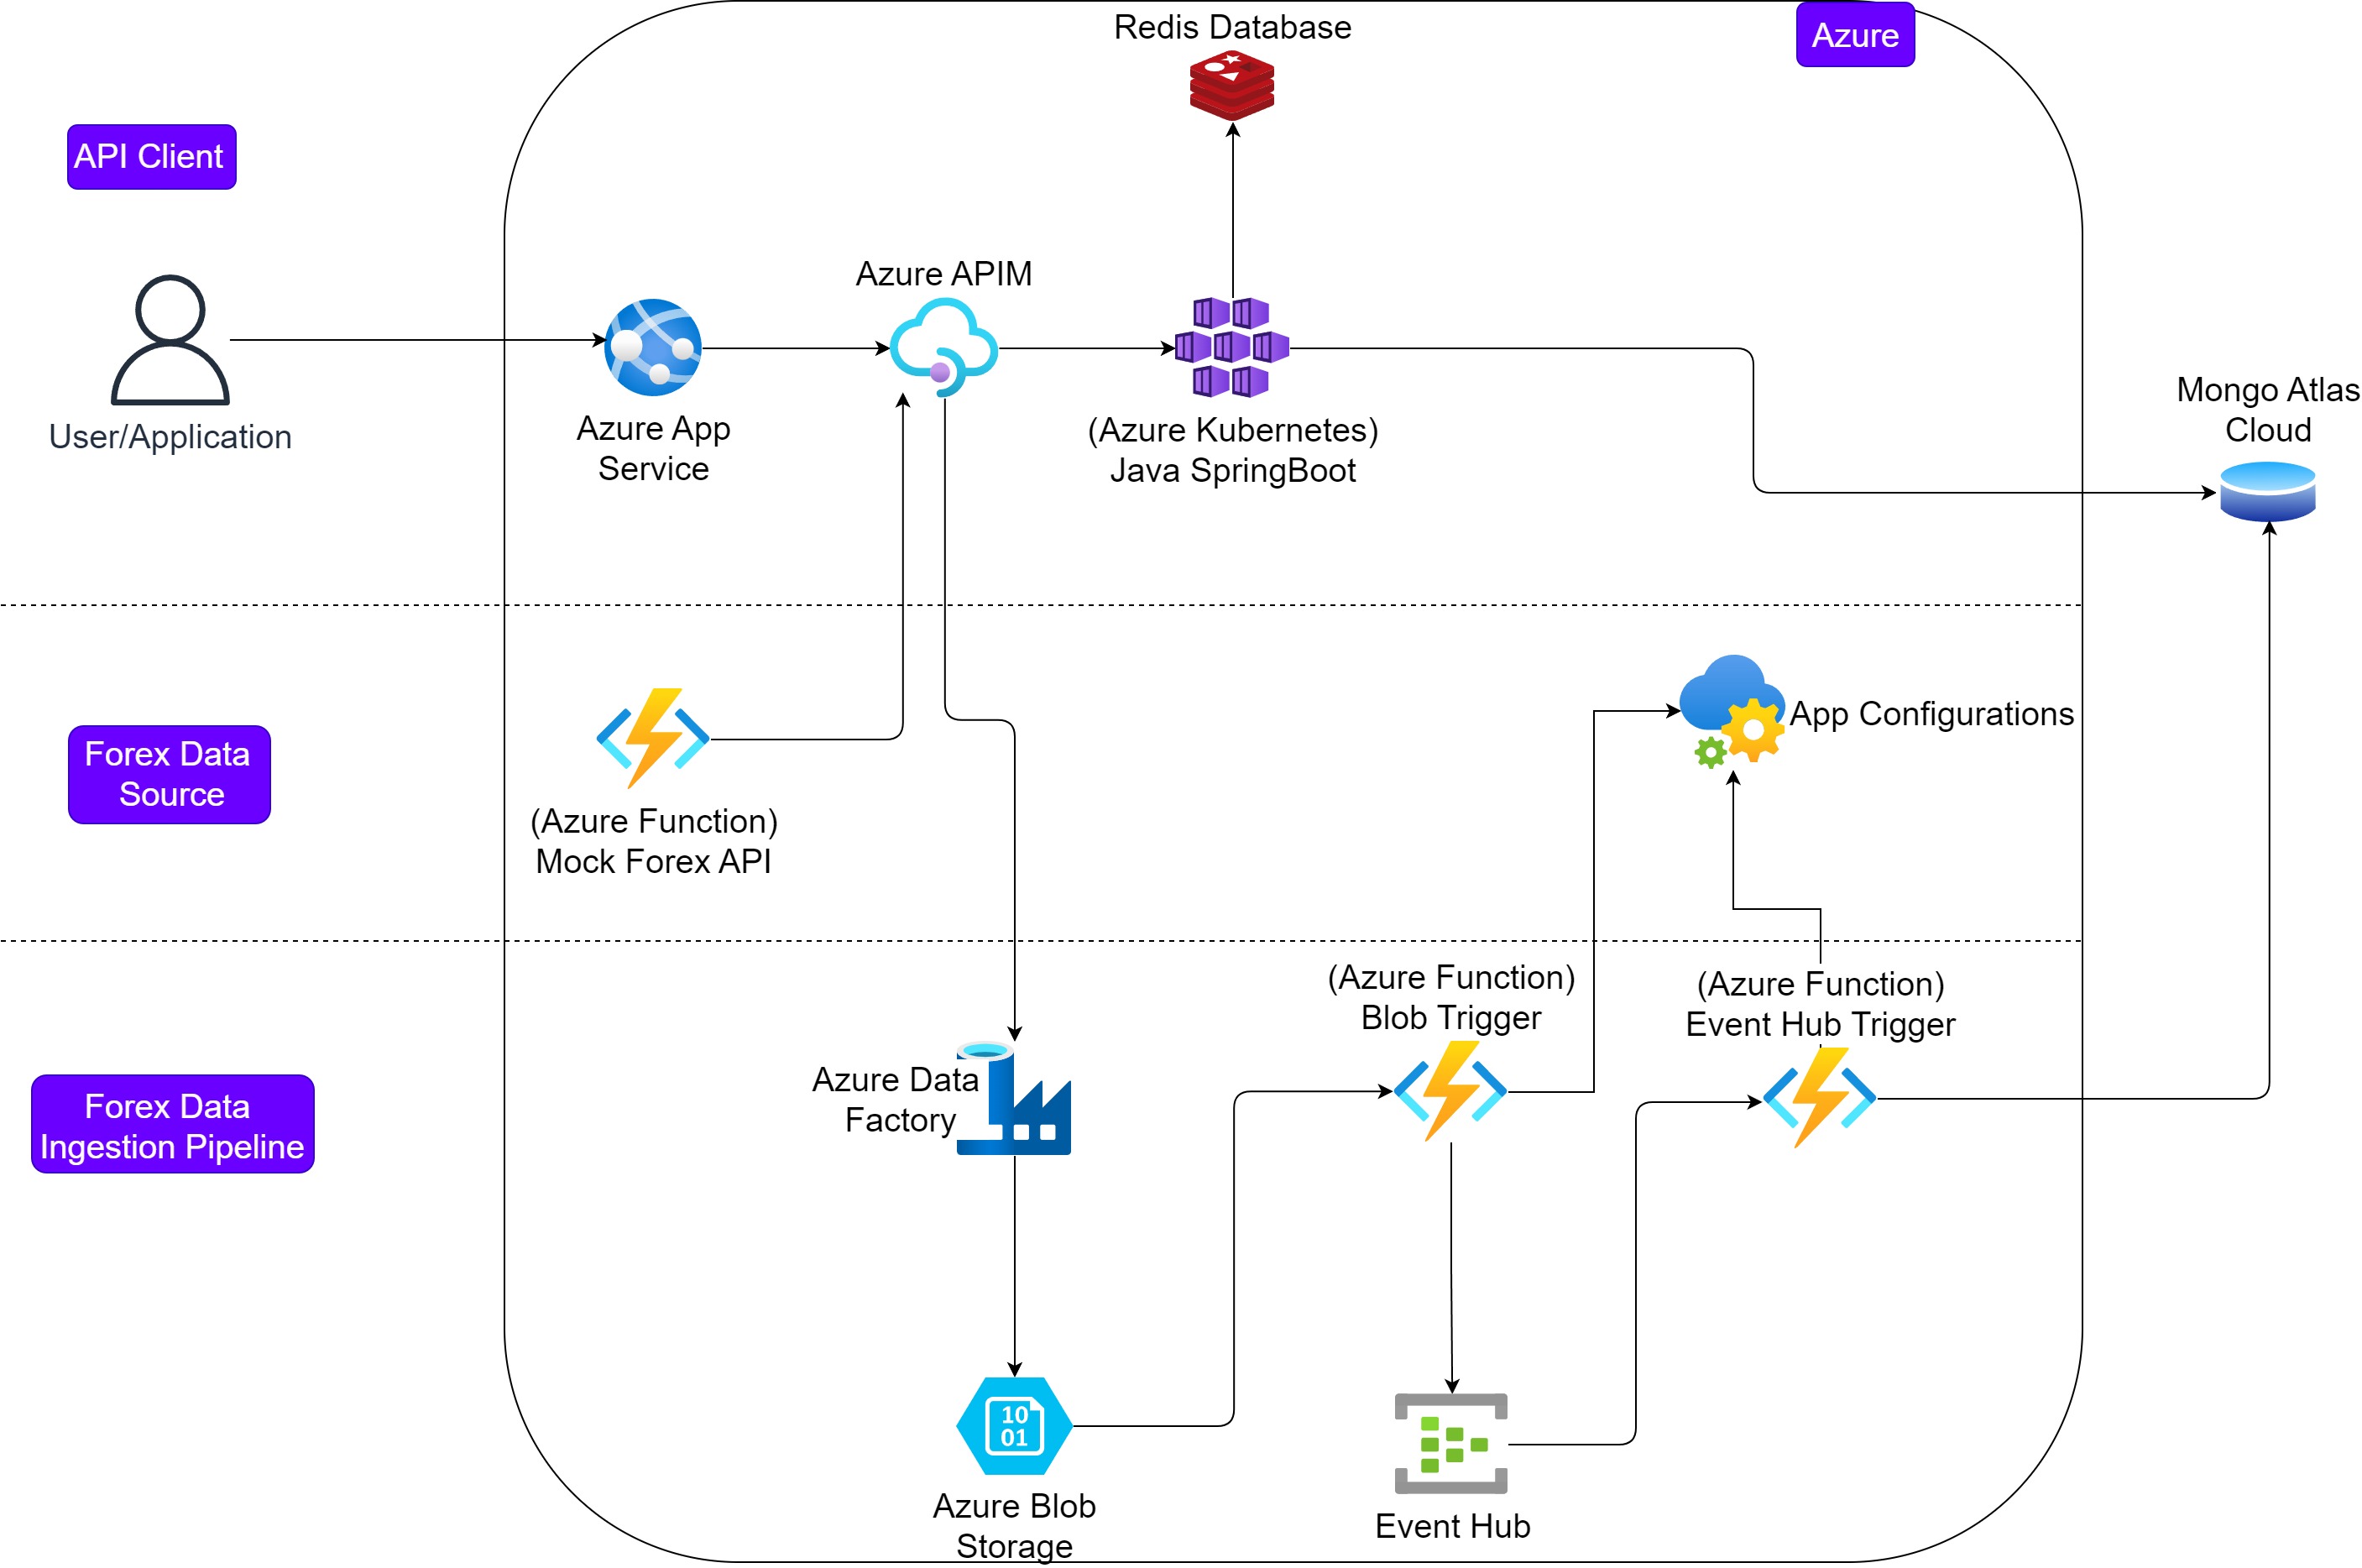 Redis Database
Azure
API Client
Azure APIM
User/Application
Azure App
Service
(Azure Kubernetes)
Java SpringBoot
Mongo Atlas
Cloud
Forex Data
Source
(Azure Function)
Mock Forex API
App Configurations
Forex Data
Ingestion Pipeline
Azure Data
Factory
(Azure Function)
Blob Trigger
(Azure Function)
Event Hub Trigger
10
01
Azure Blob
Storage
Event Hub